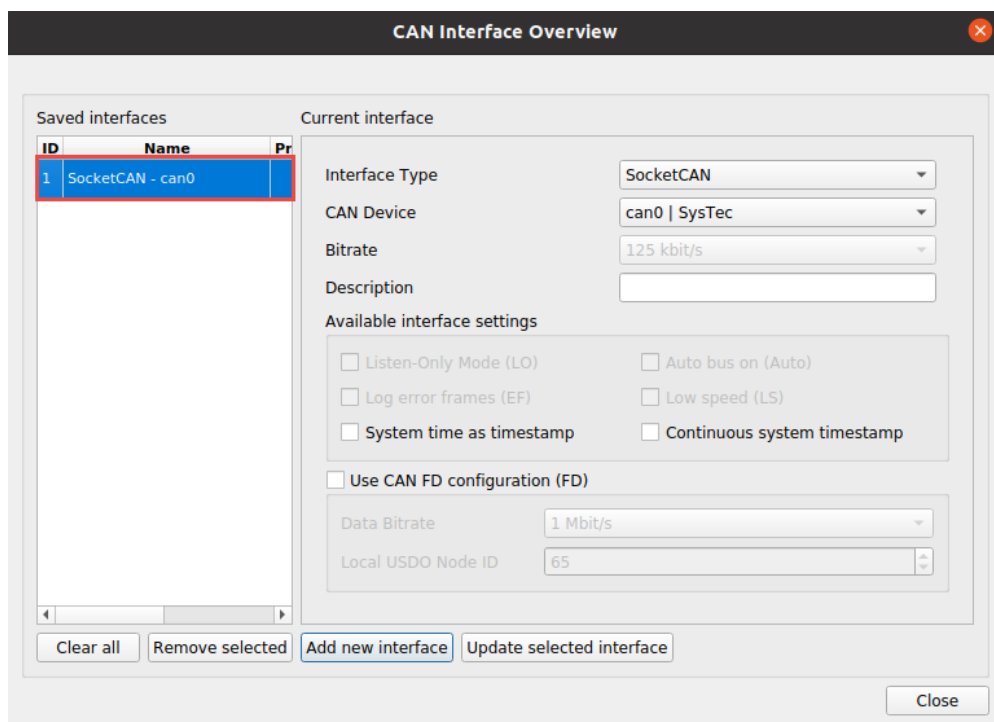 CAN Interface Overview
Saved interfaces
ID Name Pr
1 SocketCAN - can0
Clear all
Remove selected
Current interface
Interface Type SocketCAN
CAN Device can0 | SysTec
Bitrate 125 kbit/s
Description
Available interface settings
Listen-Only Mode (LO) Auto bus on (Auto)
Log error frames (EF) Low speed (LS)
System time as timestamp Continuous system timestamp
Use CAN FD configuration (FD)
Data Bitrate 1 Mbit/s
Local USDO Node ID 65
Add new interface
Update selected interface
Close